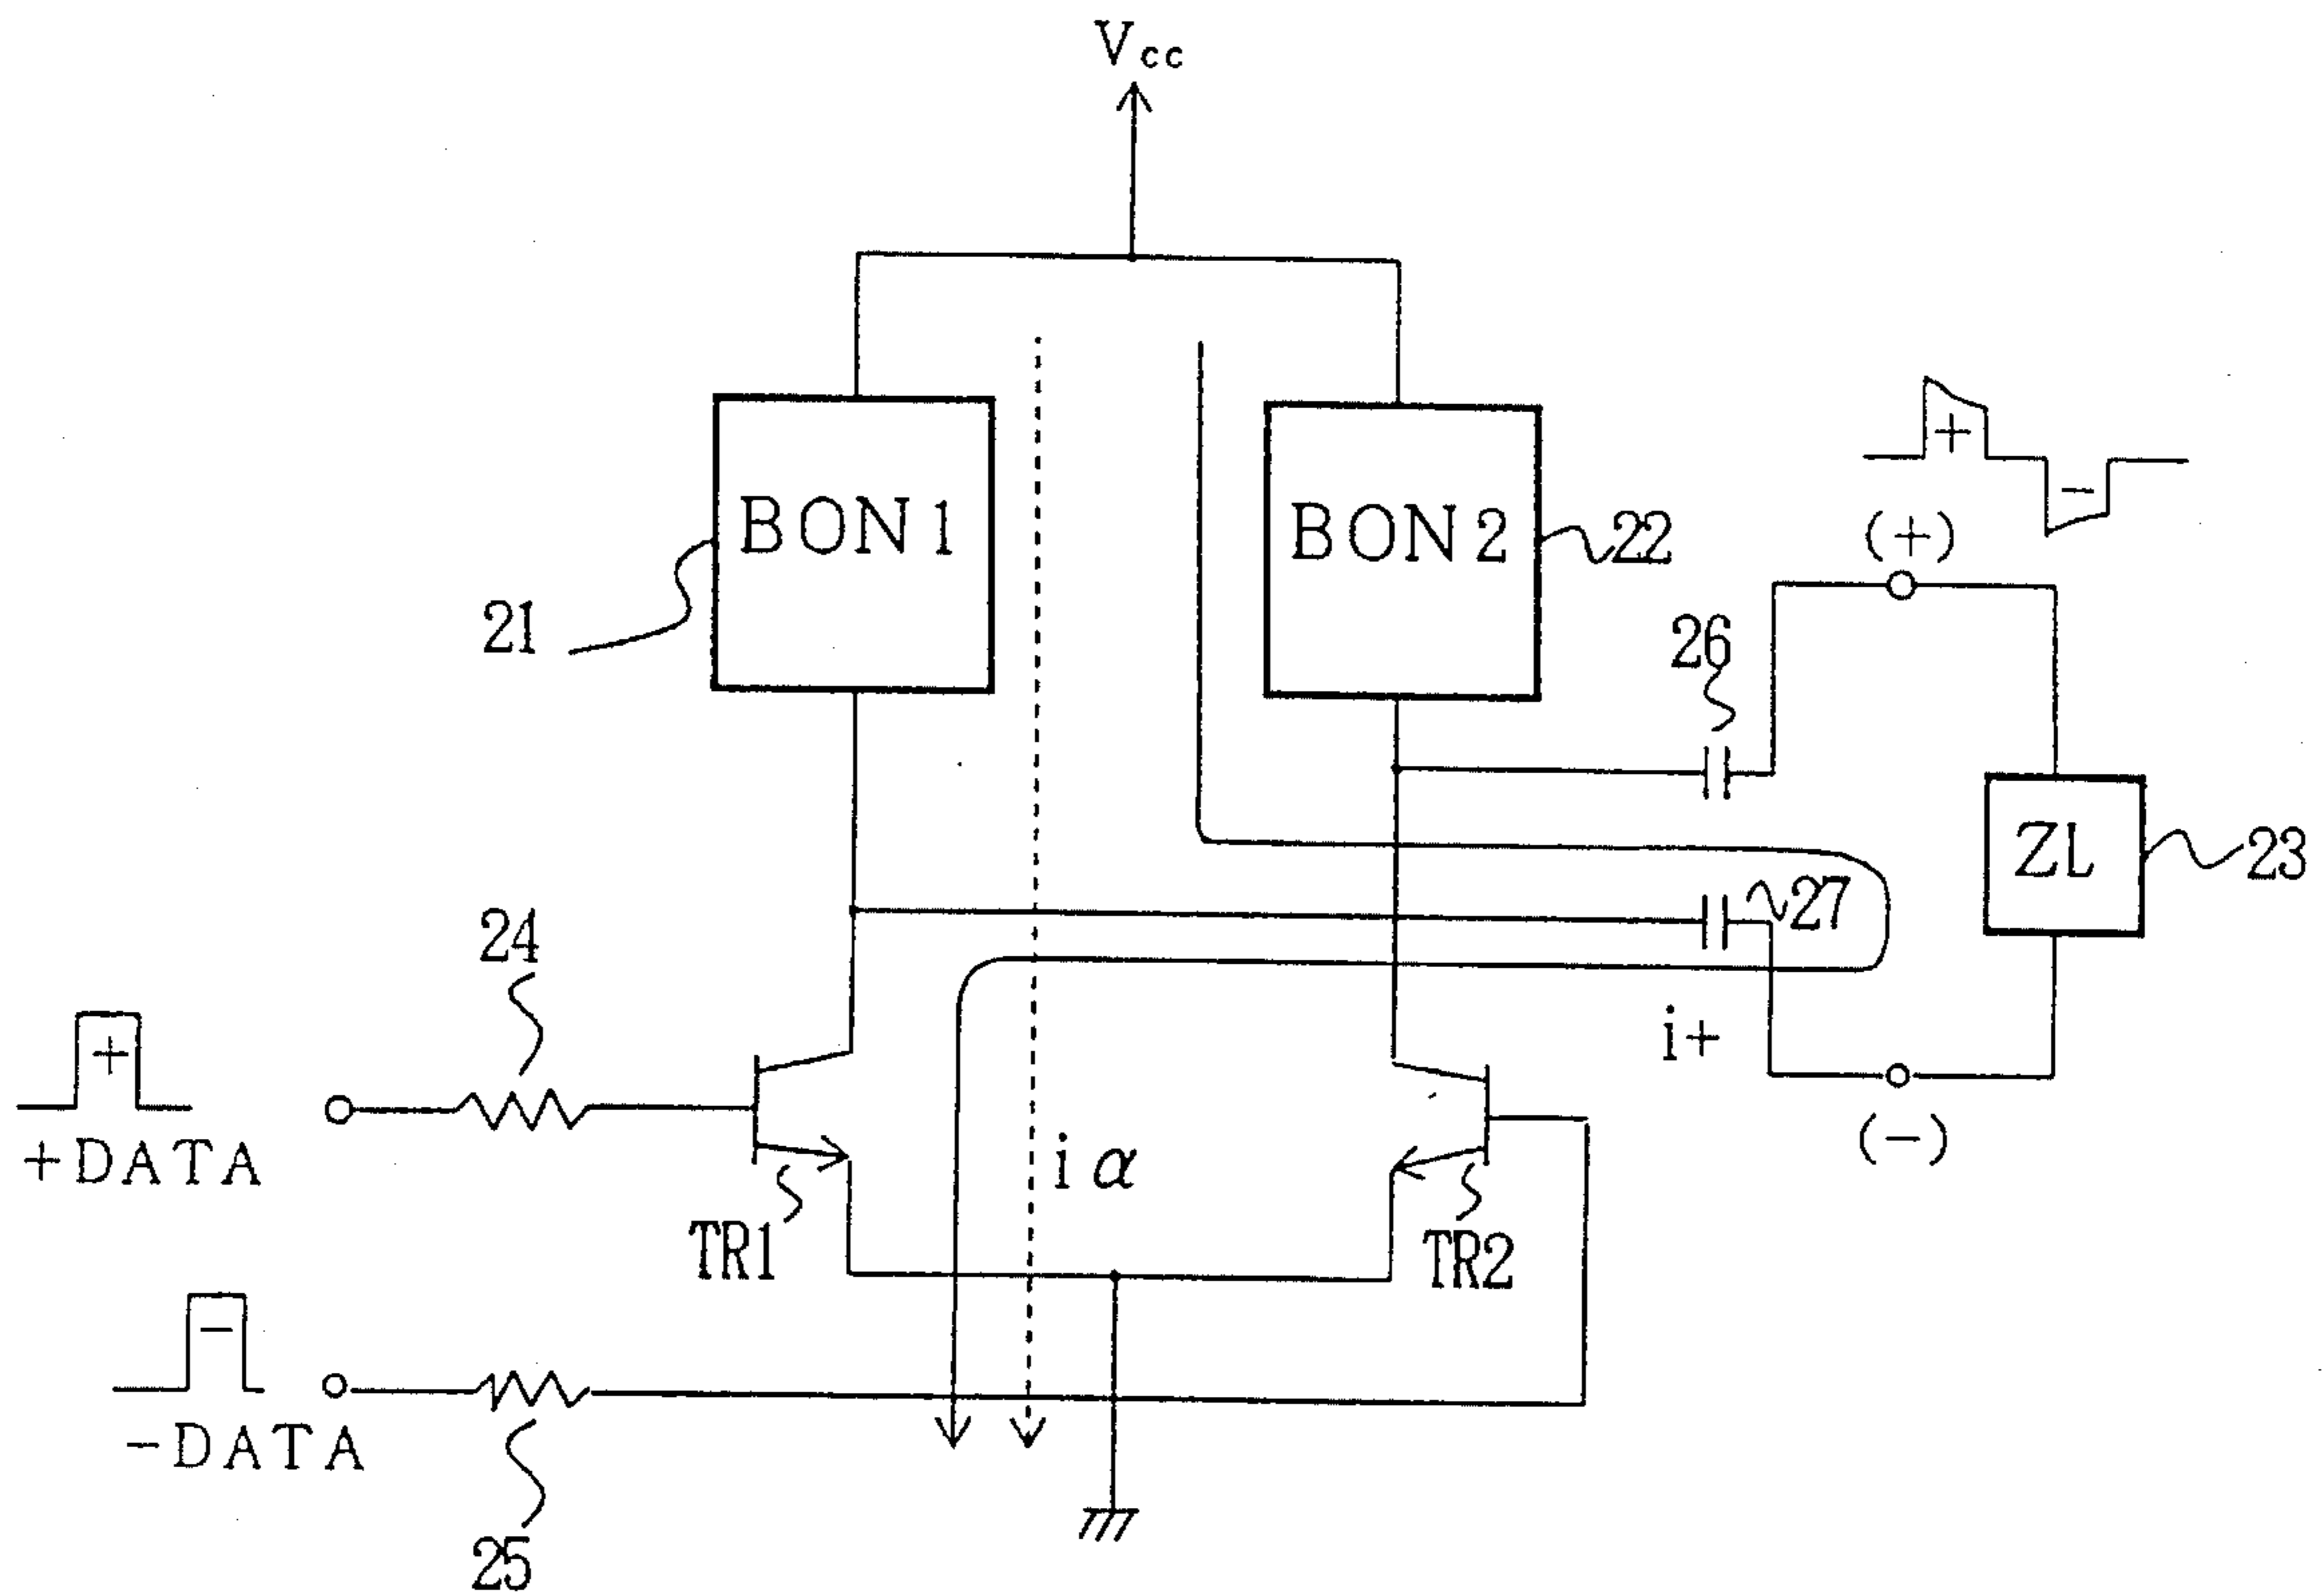 Vcc
BON1
BON2
22
21
+
-
(+)
26
ZL
23
27
24
+
+DATA
i+
(-)
iα
TR1
TR2
-
-DATA
25